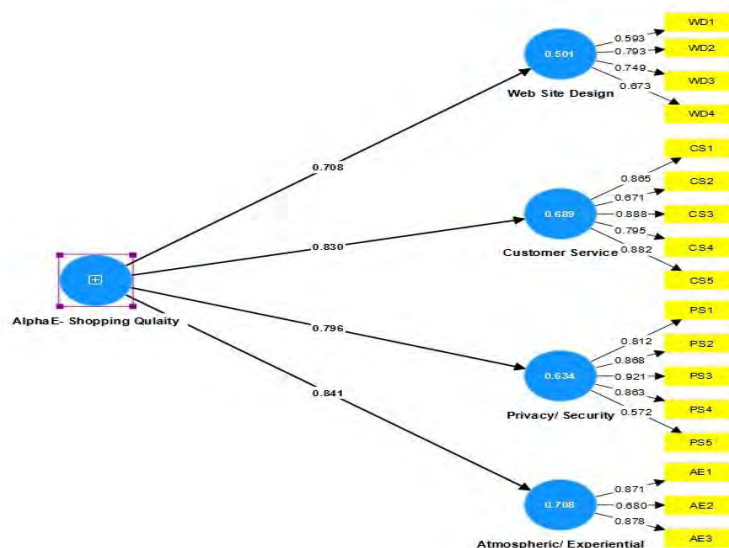 WD1
0.593
WD2
0.793
0.501
0.749
WD3
0.673
Web Site Design
WD4
CS1
0.708
0.865
CS2
0.671
0.689
0.888
CS3
0.830
0.795
CS4
Customer Service
0.882
CS5
AlphaE- Shopping Qulaity
PS1
0.812
PS2
0.796
0.868
0.634
0.921
PS3
0.863
PS4
0.841
0.572
Privacy/ Security
PS5
AE1
0.871
0.708
0.680
AE2
0.878
Atmospheric/ Experiential
AE3